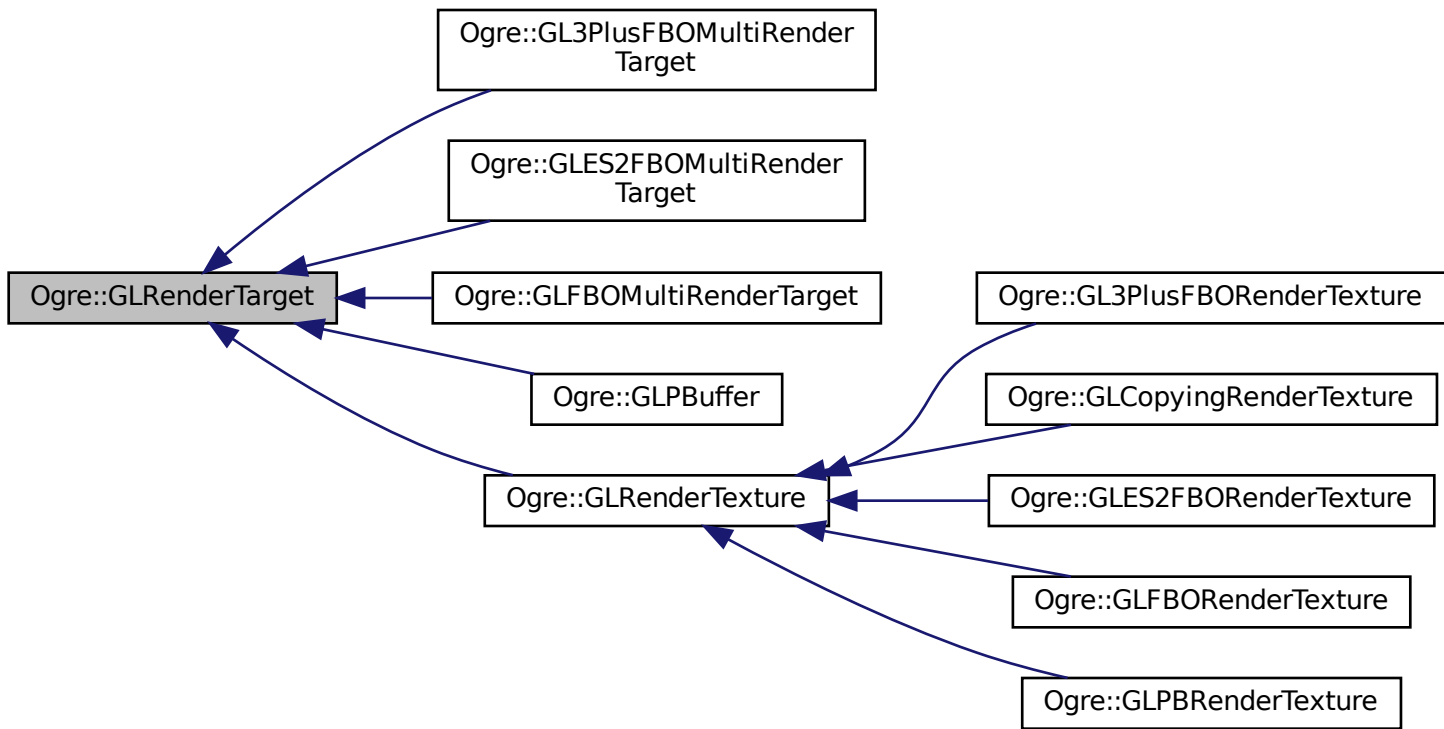 Ogre::GL3PlusFBOMultiRender
Target
Ogre::GLES2FBOMultiRender
Target
Ogre::GLRenderTarget
Ogre::GLFBOMultiRenderTarget
Ogre::GLPBuffer
Ogre::GLRenderTexture
Ogre::GL3PlusFBORenderTexture
Ogre::GLCopyingRenderTexture
Ogre::GLES2FBORenderTexture
Ogre::GLFBORenderTexture
Ogre::GLPBRenderTexture